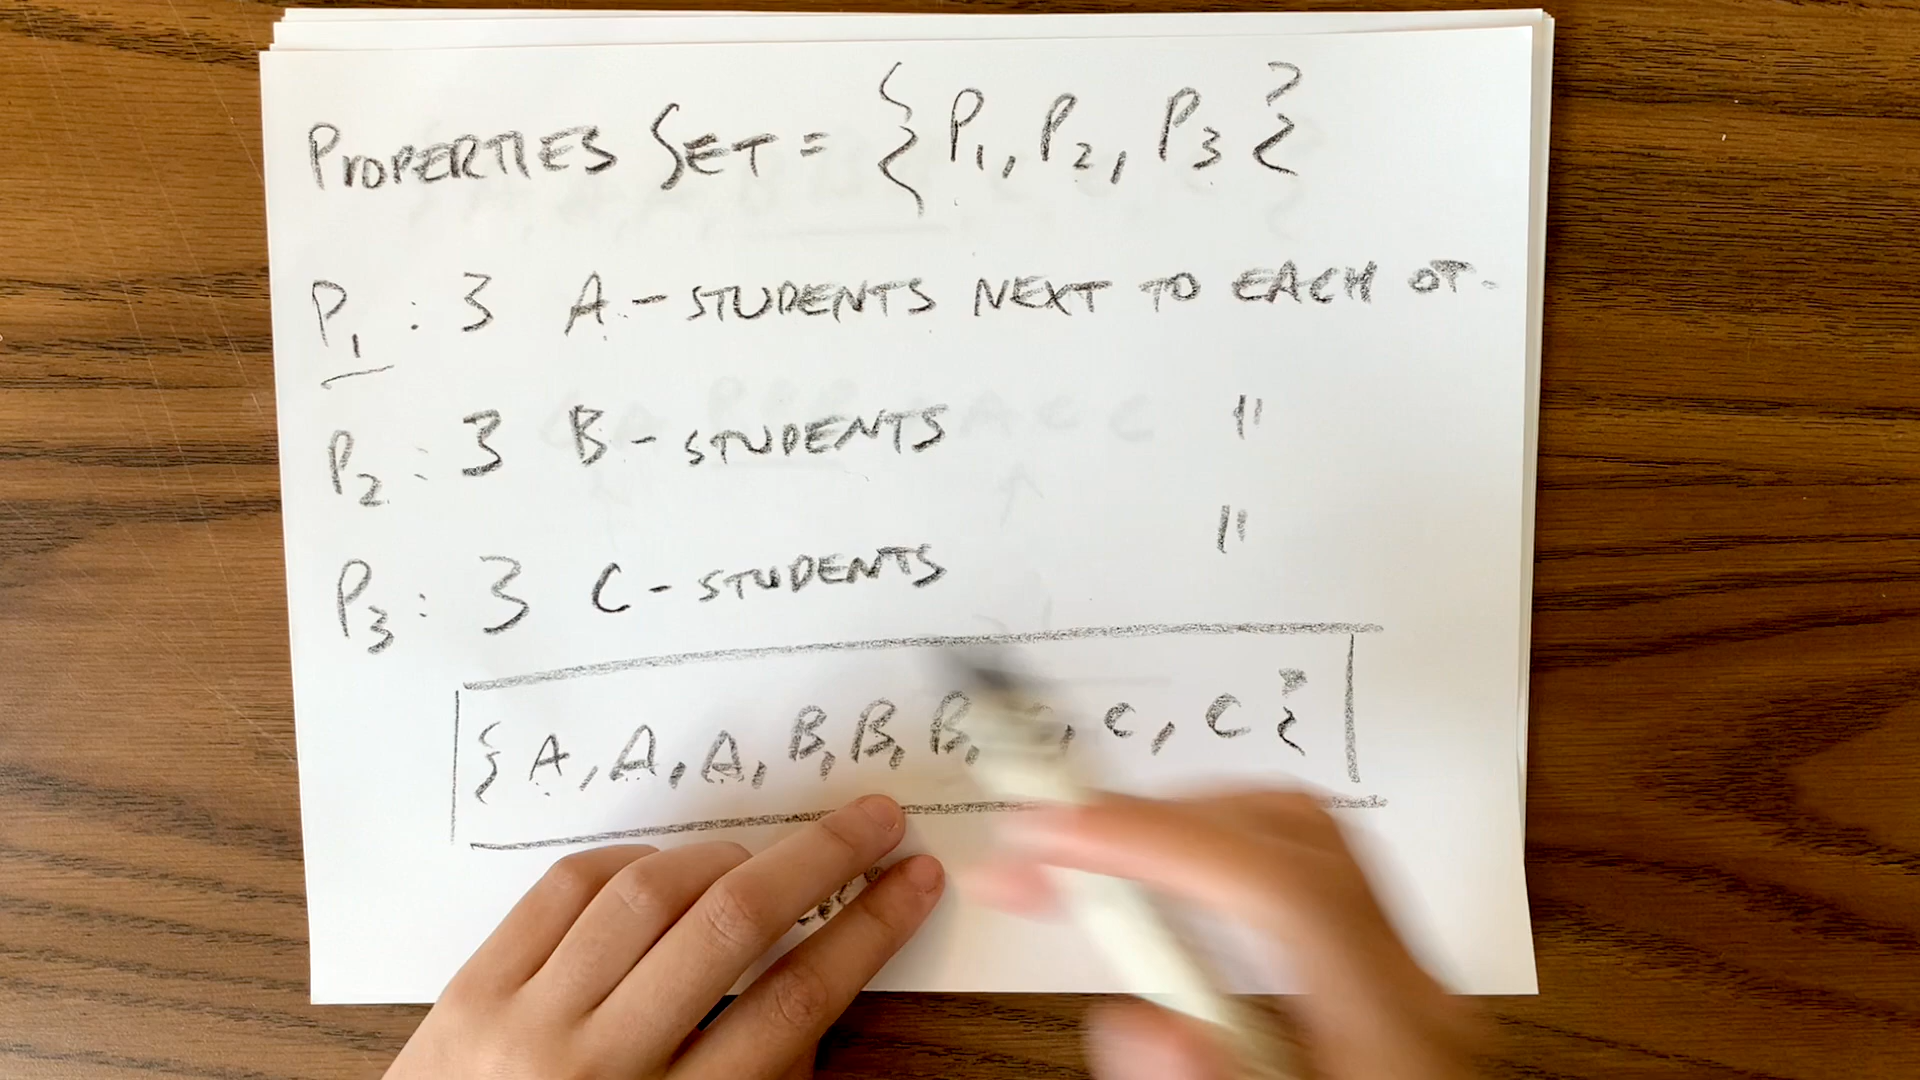 PROPERTIES SET = { P1, P2, P3 }
P1 : 3 A - STUDENTS NEXT TO EACH OT-
P2 : 3 B - STUDENTS "
P3 : 3 C - STUDENTS "
{ A, A, A, B, B, B, , C, C }